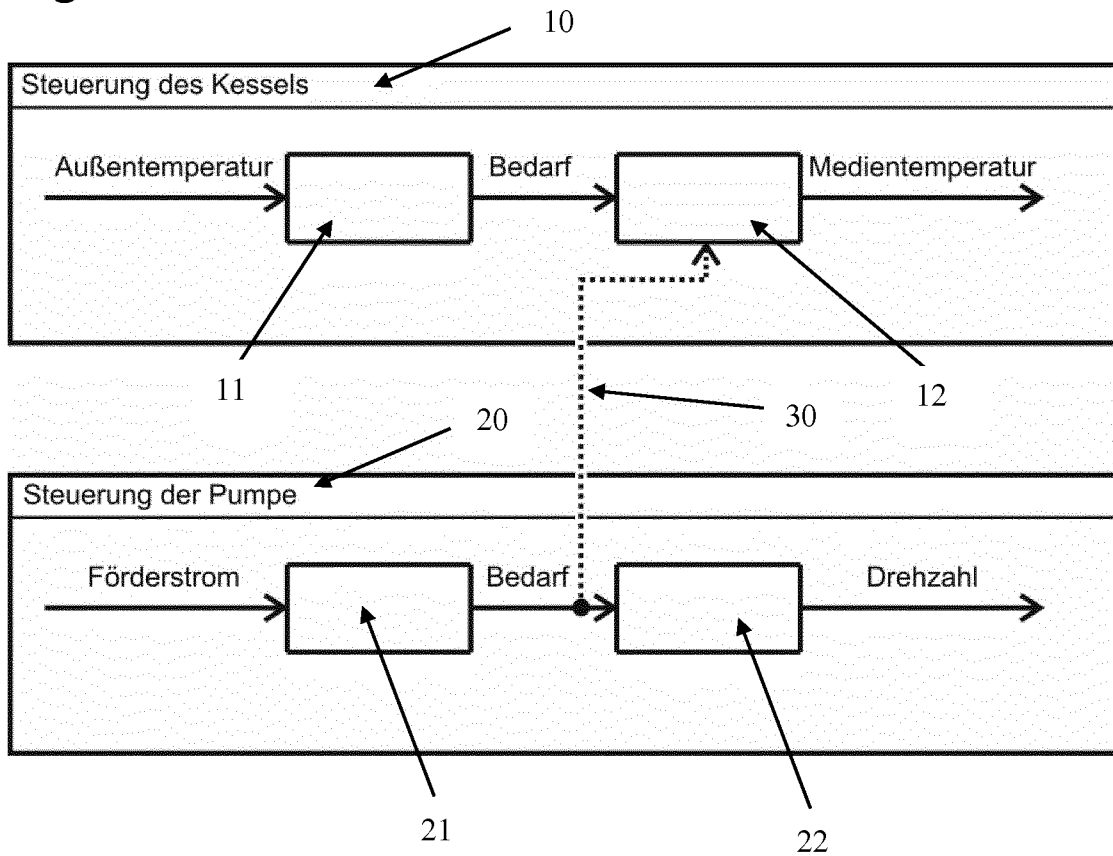 10
Steuerung des Kessels
Außentemperatur
Bedarf
Medientemperatur
11
30
12
20
Steuerung der Pumpe
Förderstrom
Bedarf
Drehzahl
21
22